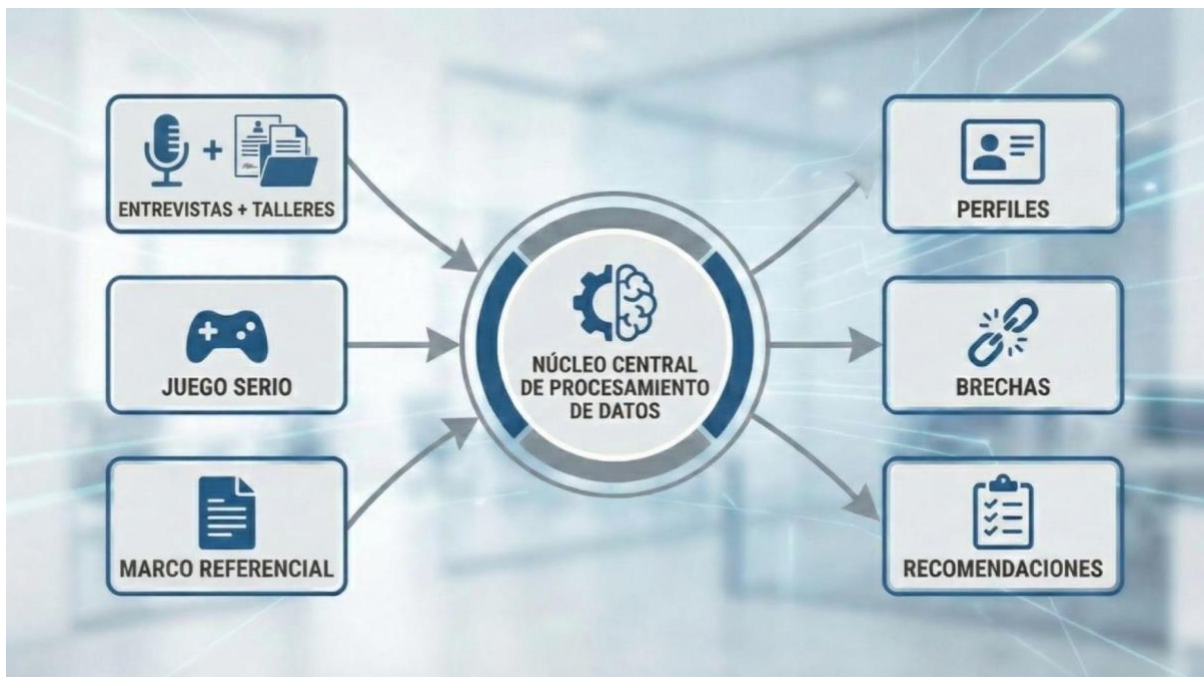 ENTREVISTAS + TALLERES
JUEGO SERIO
MARCO REFERENCIAL
NÚCLEO CENTRAL
DE PROCESAMIENTO
DE DATOS
PERFILES
BRECHAS
RECOMENDACIONES